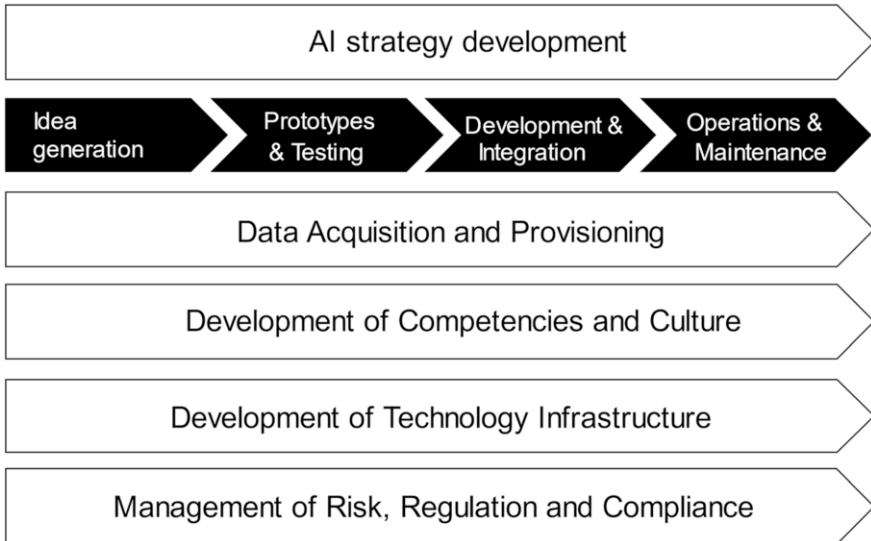 AI strategy development
Idea
generation
Prototypes
& Testing
Development &
Integration
Operations &
Maintenance
Data Acquisition and Provisioning
Development of Competencies and Culture
Development of Technology Infrastructure
Management of Risk, Regulation and Compliance